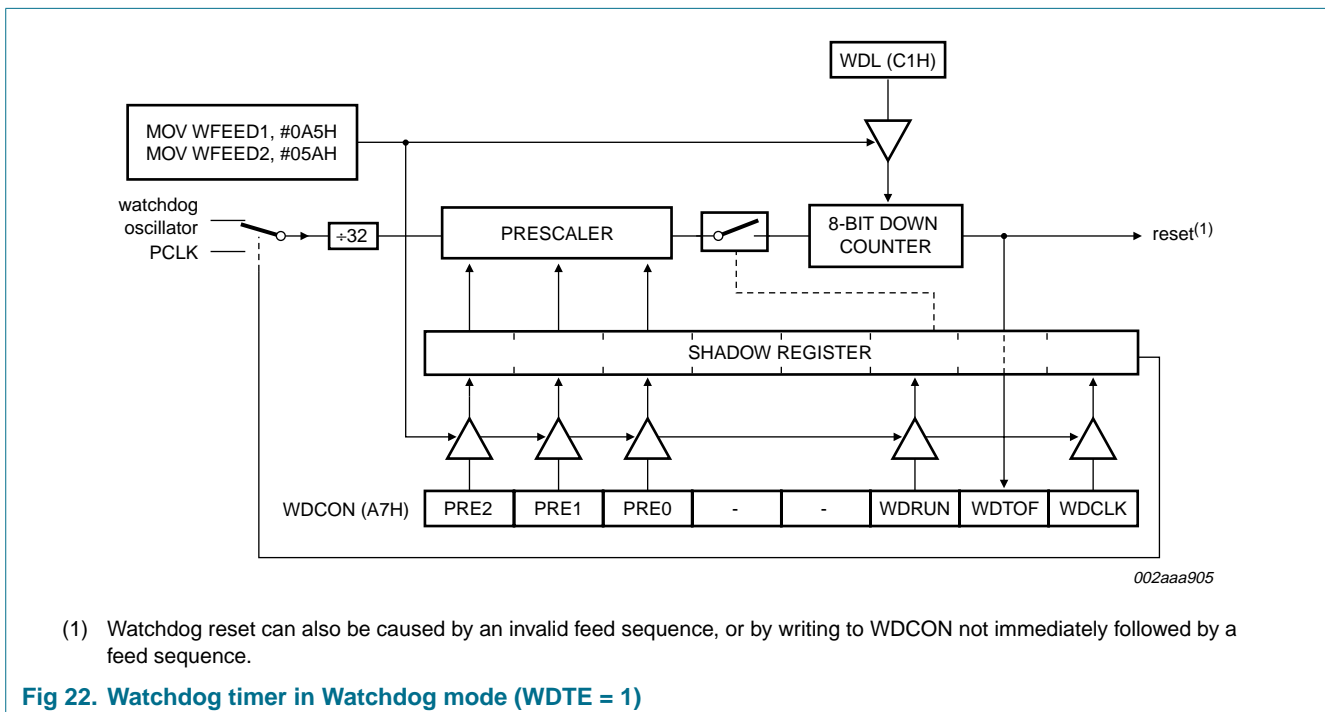 WDL (C1H)
MOV WFEED1, #0A5H
MOV WFEED2, #05AH
watchdog
oscillator
PCLK
÷32
PRESCALER
8-BIT DOWN
COUNTER
reset(1)
SHADOW REGISTER
WDCON (A7H)
PRE2
PRE1
PRE0
-
-
WDRUN
WDTOF
WDCLK
002aaa905
(1) Watchdog reset can also be caused by an invalid feed sequence, or by writing to WDCON not immediately followed by a
feed sequence.
Fig 22. Watchdog timer in Watchdog mode (WDTE = 1)